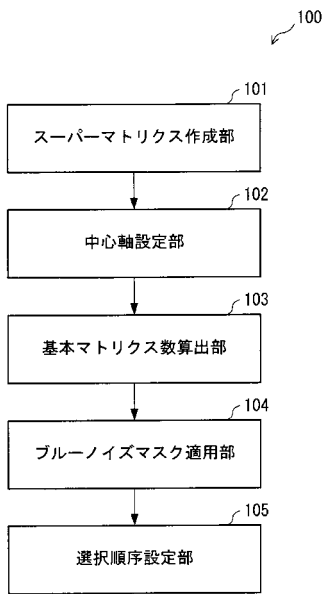 100
101
スーパーマトリクス作成部
102
中心軸設定部
103
基本マトリクス数算出部
104
ブルーノイズマスク適用部
105
選択順序設定部